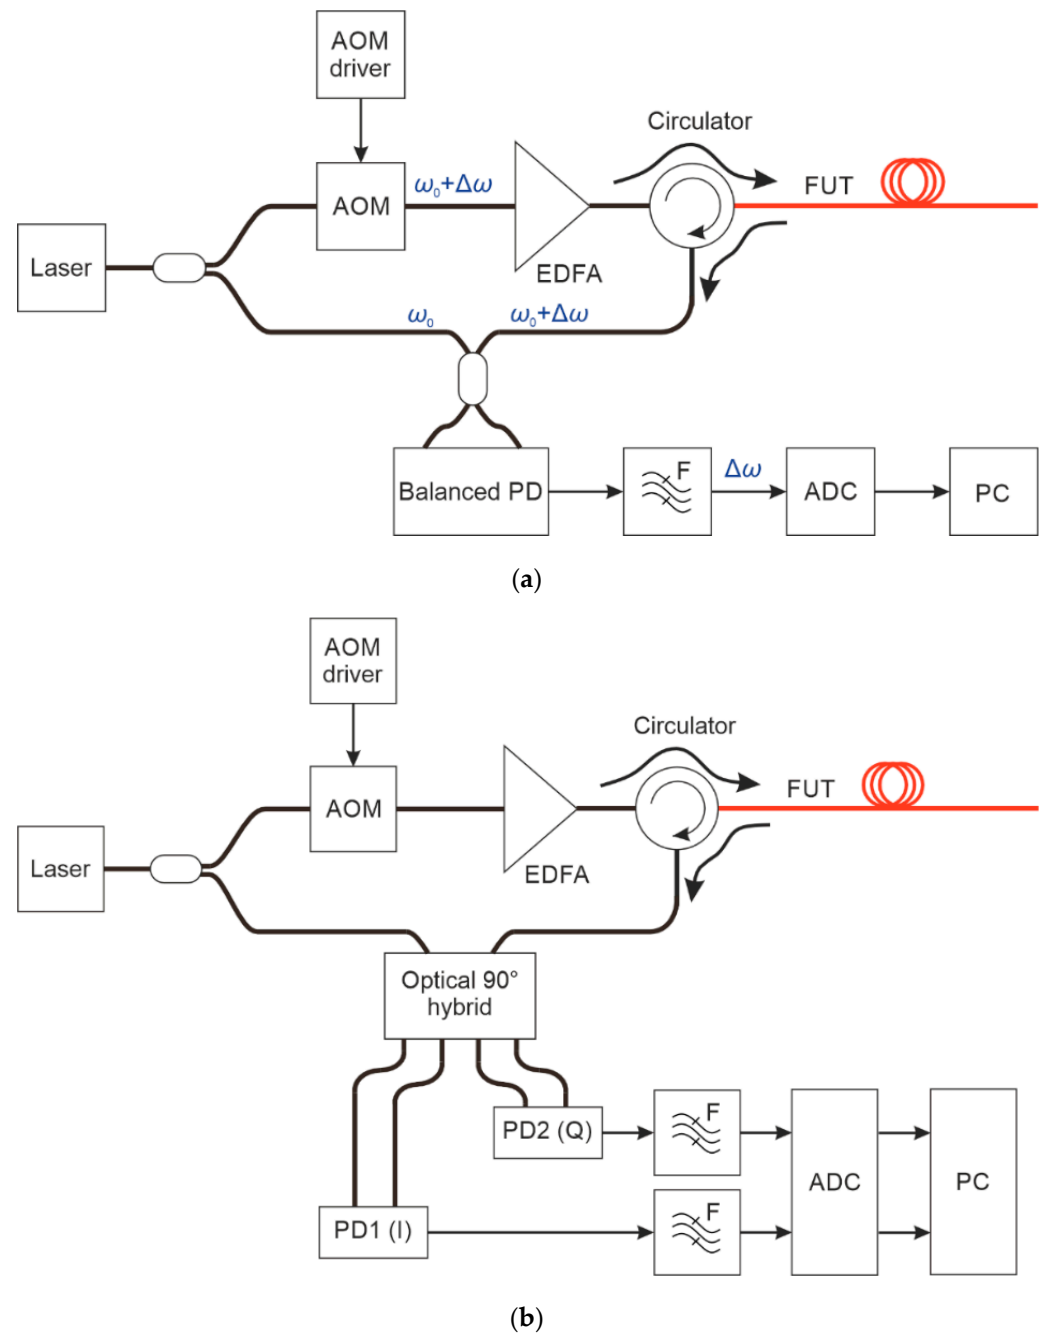 AOM
driver
Circulator
AOM
ω₀+Δω
FUT
Laser
EDFA
ω₀
ω₀+Δω
Balanced PD
F
Δω
ADC
PC
(a)
AOM
driver
Circulator
AOM
FUT
Laser
EDFA
Optical 90°
hybrid
PD2 (Q)
F
ADC
PC
PD1 (I)
F
(b)